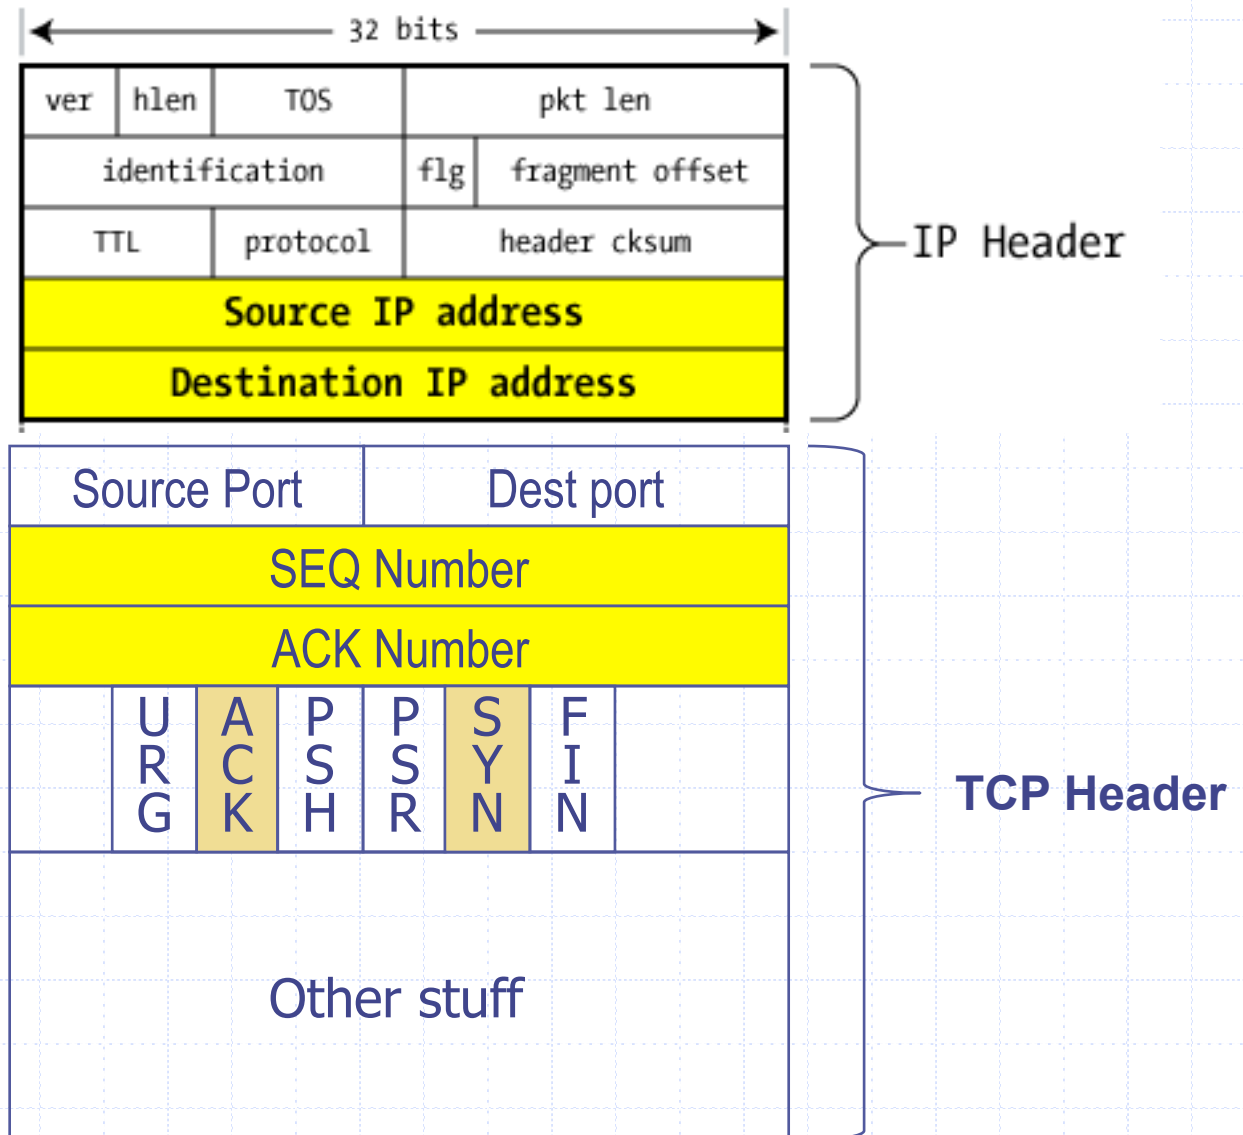 32 bits
ver hlen TOS pkt len
identification flg fragment offset
TTL protocol header cksum
Source IP address
Destination IP address
IP Header
Source Port Dest port
SEQ Number
ACK Number
URG ACK PSH PSR SYN FIN
TCP Header
Other stuff